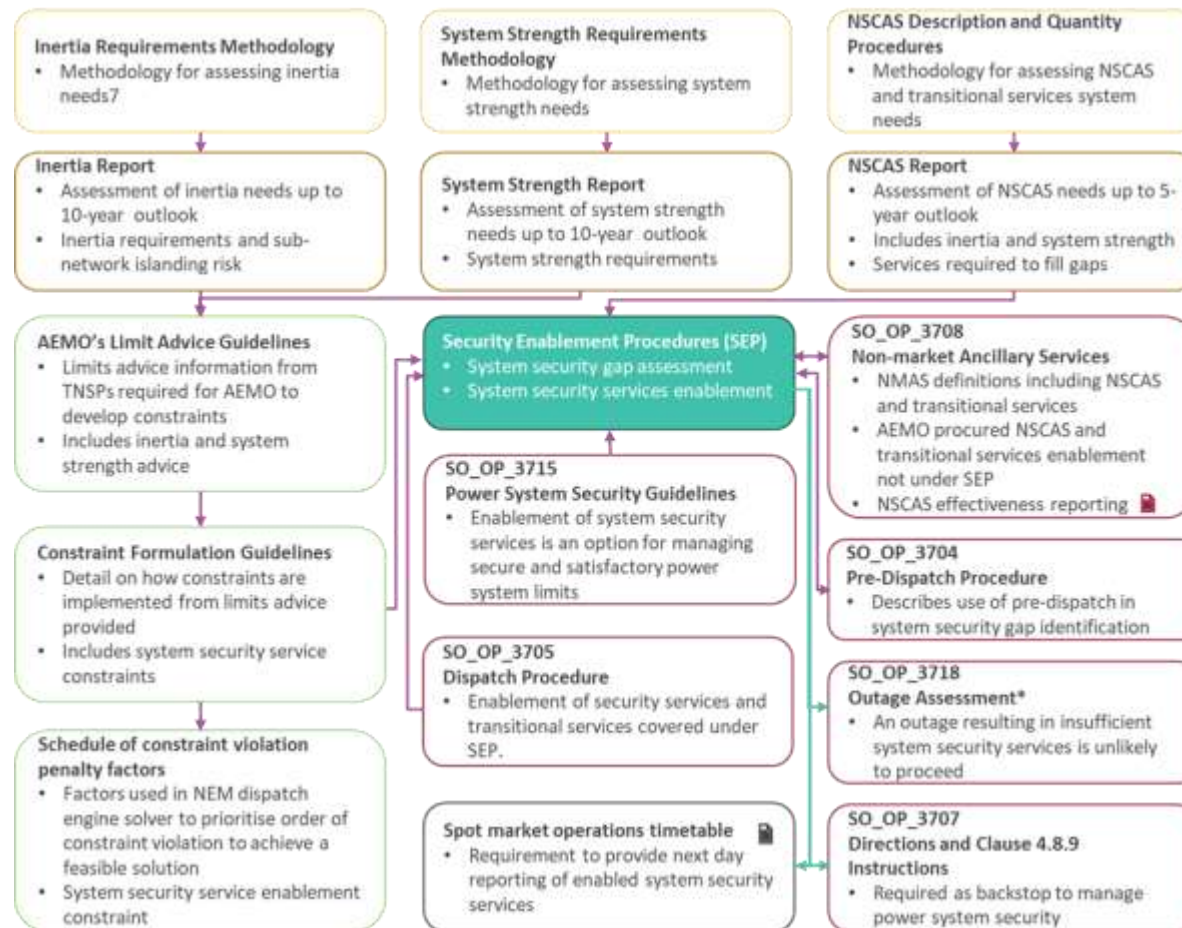 Inertia Requirements Methodology
• Methodology for assessing inertia
needs7
System Strength Requirements
Methodology
• Methodology for assessing system
strength needs
NSCAS Description and Quantity
Procedures
• Methodology for assessing NSCAS
and transitional services system
needs
Inertia Report
• Assessment of inertia needs up to
10-year outlook
• Inertia requirements and sub-
network islanding risk
System Strength Report
• Assessment of system strength
needs up to 10-year outlook
• System strength requirements
NSCAS Report
• Assessment of NSCAS needs up to 5-
year outlook
• Includes inertia and system strength
• Services required to fill gaps
AEMO's Limit Advice Guidelines
• Limits advice information from
TNSPs required for AEMO to
develop constraints
• Includes inertia and system
strength advice
Security Enablement Procedures (SEP)
• System security gap assessment
• System security services enablement
SO_OP_3708
Non-market Ancillary Services
• NMAS definitions including NSCAS
and transitional services
• AEMO procured NSCAS and
transitional services enablement
not under SEP
• NSCAS effectiveness reporting
SO_OP_3715
Power System Security Guidelines
• Enablement of system security
services is an option for managing
secure and satisfactory power
system limits
Constraint Formulation Guidelines
• Detail on how constraints are
implemented from limits advice
provided
• Includes system security service
constraints
SO_OP_3704
Pre-Dispatch Procedure
• Describes use of pre-dispatch in
system security gap identification
SO_OP_3705
Dispatch Procedure
• Enablement of security services and
transitional services covered under
SEP.
SO_OP_3718
Outage Assessment*
• An outage resulting in insufficient
system security services is unlikely
to proceed
Schedule of constraint violation
penalty factors
• Factors used in NEM dispatch
engine solver to prioritise order of
constraint violation to achieve a
feasible solution
• System security service enablement
constraint
Spot market operations timetable
• Requirement to provide next day
reporting of enabled system security
services
SO_OP_3707
Directions and Clause 4.8.9
Instructions
• Required as backstop to manage
power system security